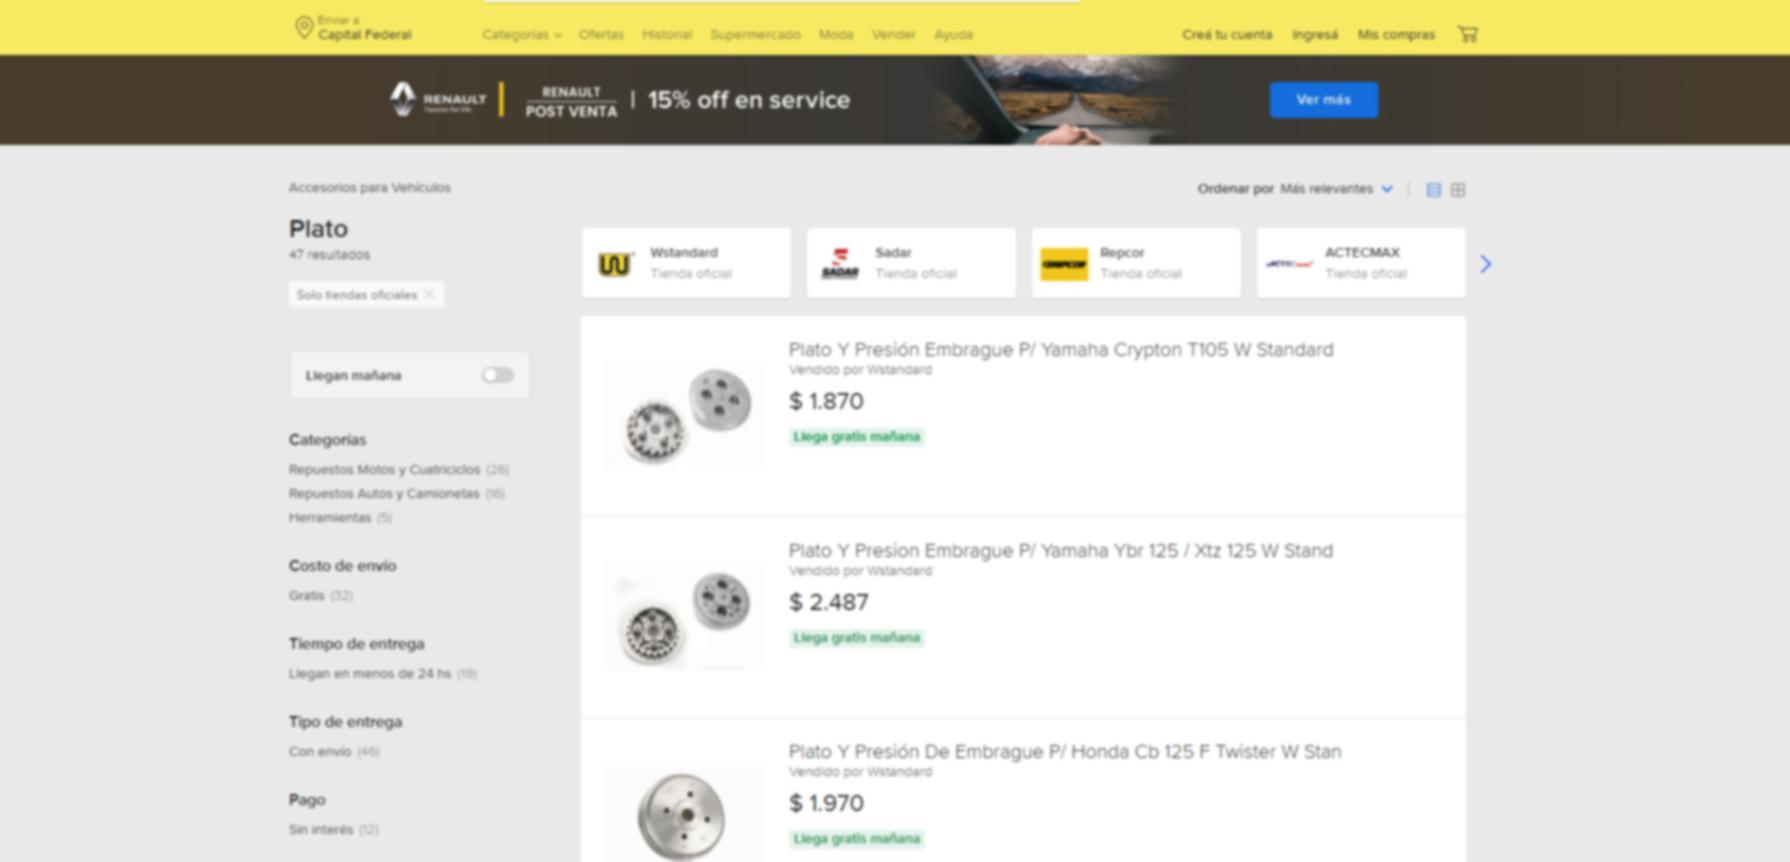 Enviar a
Capital Federal
Categorías Ofertas Historial Supermercado Moda Vender Ayuda
Creá tu cuenta Ingresá Mis compras
RENAULT
RENAULT
POST VENTA
15% off en service
Ver más
Accesorios para Vehículos
Ordenar por Más relevantes
Plato
47 resultados
Solo tiendas oficiales
Wstandard
Tienda oficial
SADAR
Sadar
Tienda oficial
REPCOR
Repcor
Tienda oficial
ACTECMAX
Tienda oficial
Llegan mañana
Categorías
Repuestos Motos y Cuatriciclos (26)
Repuestos Autos y Camionetas (16)
Herramientas (5)
Costo de envío
Gratis (32)
Tiempo de entrega
Llegan en menos de 24 hs (19)
Tipo de entrega
Con envío (46)
Pago
Sin interés (12)
Plato Y Presión Embrague P/ Yamaha Crypton T105 W Standard
Vendido por Wstandard
$ 1.870
Llega gratis mañana
Plato Y Presion Embrague P/ Yamaha Ybr 125 / Xtz 125 W Stand
Vendido por Wstandard
$ 2.487
Llega gratis mañana
Plato Y Presión De Embrague P/ Honda Cb 125 F Twister W Stan
Vendido por Wstandard
$ 1.970
Llega gratis mañana